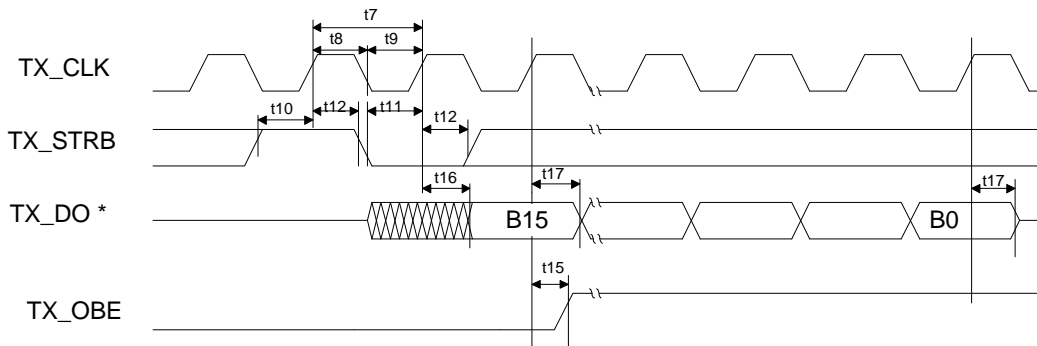 t7
t8 t9
TX_CLK
t10 t12 t11 t12
TX_STRB
t16 t17 t17
TX_DO *
B15 B0
t15
TX_OBE